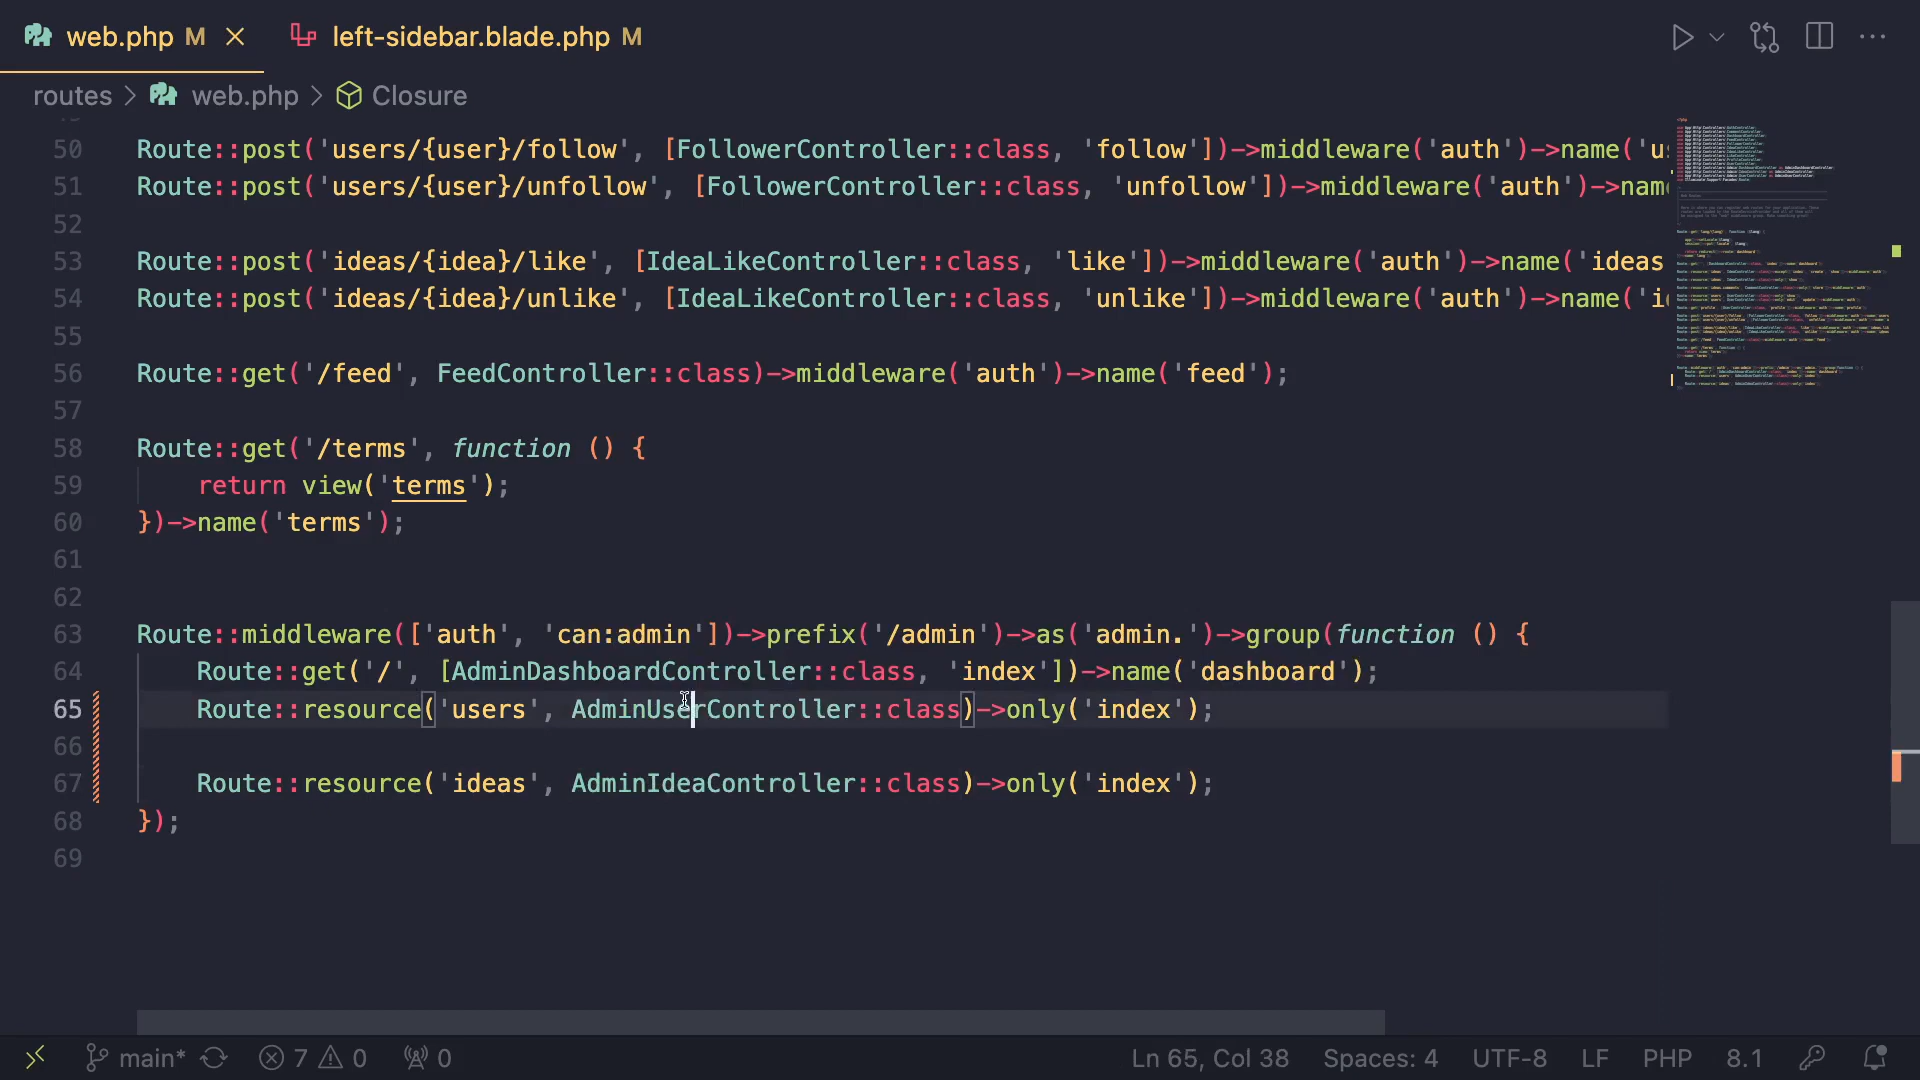 web.php M
left-sidebar.blade.php M
routes > web.php > Closure
50 Route::post('users/{user}/follow', [FollowerController::class, 'follow'])->middleware('auth')->name('u
51 Route::post('users/{user}/unfollow', [FollowerController::class, 'unfollow'])->middleware('auth')->nam
52
53 Route::post('ideas/{idea}/like', [IdeaLikeController::class, 'like'])->middleware('auth')->name('ideas
54 Route::post('ideas/{idea}/unlike', [IdeaLikeController::class, 'unlike'])->middleware('auth')->name('i
55
56 Route::get('/feed', FeedController::class)->middleware('auth')->name('feed');
57
58 Route::get('/terms', function () {
59     return view('terms');
60 })->name('terms');
61
62
63 Route::middleware(['auth', 'can:admin'])->prefix('/admin')->as('admin.')->group(function () {
64     Route::get('/', [AdminDashboardController::class, 'index'])->name('dashboard');
65     Route::resource('users', AdminUserController::class)->only('index');
66
67     Route::resource('ideas', AdminIdeaController::class)->only('index');
68 });
69
main* 7 0 0 Ln 65, Col 38 Spaces: 4 UTF-8 LF PHP 8.1